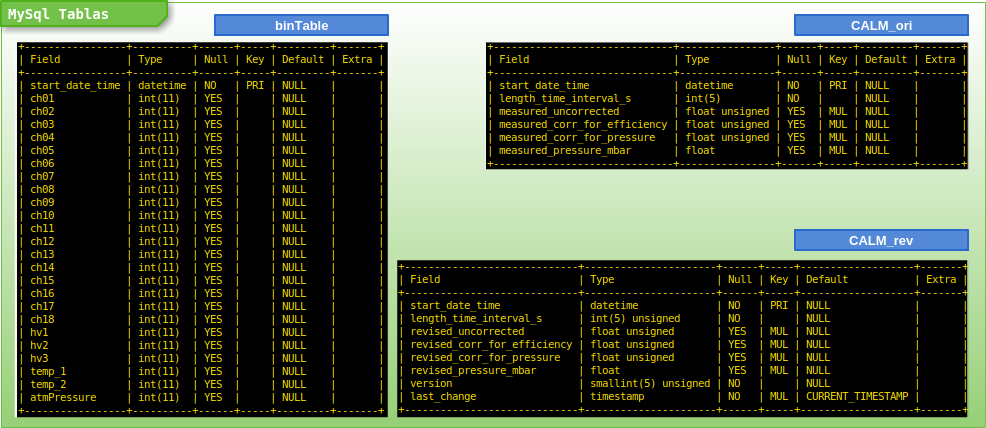 MySql Tablas
binTable
+-----------------+----------+------+-----+---------+-------+
| Field | Type | Null | Key | Default | Extra |
+-----------------+----------+------+-----+---------+-------+
| start_date_time | datetime | NO | PRI | NULL | |
| ch01 | int(11) | YES | | NULL | |
| ch02 | int(11) | YES | | NULL | |
| ch03 | int(11) | YES | | NULL | |
| ch04 | int(11) | YES | | NULL | |
| ch05 | int(11) | YES | | NULL | |
| ch06 | int(11) | YES | | NULL | |
| ch07 | int(11) | YES | | NULL | |
| ch08 | int(11) | YES | | NULL | |
| ch09 | int(11) | YES | | NULL | |
| ch10 | int(11) | YES | | NULL | |
| ch11 | int(11) | YES | | NULL | |
| ch12 | int(11) | YES | | NULL | |
| ch13 | int(11) | YES | | NULL | |
| ch14 | int(11) | YES | | NULL | |
| ch15 | int(11) | YES | | NULL | |
| ch16 | int(11) | YES | | NULL | |
| ch17 | int(11) | YES | | NULL | |
| ch18 | int(11) | YES | | NULL | |
| hv1 | int(11) | YES | | NULL | |
| hv2 | int(11) | YES | | NULL | |
| hv3 | int(11) | YES | | NULL | |
| temp_1 | int(11) | YES | | NULL | |
| temp_2 | int(11) | YES | | NULL | |
| atmPressure | int(11) | YES | | NULL | |
+-----------------+----------+------+-----+---------+-------+
CALM_ori
+------------------------------+----------------+------+-----+---------+-------+
| Field | Type | Null | Key | Default | Extra |
+------------------------------+----------------+------+-----+---------+-------+
| start_date_time | datetime | NO | PRI | NULL | |
| length_time_interval_s | int(5) | NO | | NULL | |
| measured_uncorrected | float unsigned | YES | MUL | NULL | |
| measured_corr_for_efficiency | float unsigned | YES | MUL | NULL | |
| measured_corr_for_pressure | float unsigned | YES | MUL | NULL | |
| measured_pressure_mbar | float | YES | MUL | NULL | |
+------------------------------+----------------+------+-----+---------+-------+
CALM_rev
+-----------------------------+----------------------+------+-----+-------------------+-------+
| Field | Type | Null | Key | Default | Extra |
+-----------------------------+----------------------+------+-----+-------------------+-------+
| start_date_time | datetime | NO | PRI | NULL | |
| length_time_interval_s | int(5) unsigned | NO | | NULL | |
| revised_uncorrected | float unsigned | YES | MUL | NULL | |
| revised_corr_for_efficiency | float unsigned | YES | MUL | NULL | |
| revised_corr_for_pressure | float unsigned | YES | MUL | NULL | |
| revised_pressure_mbar | float | YES | MUL | NULL | |
| version | smallint(5) unsigned | NO | | NULL | |
| last_change | timestamp | NO | MUL | CURRENT_TIMESTAMP | |
+-----------------------------+----------------------+------+-----+-------------------+-------+